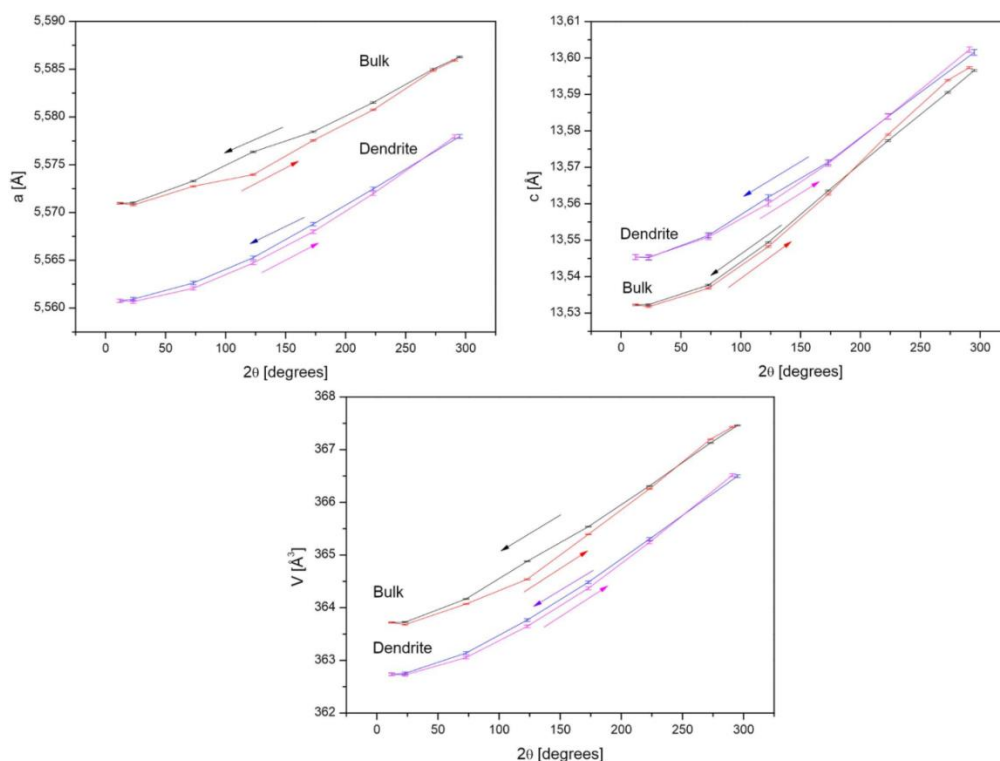 5,590
5,585
5,580
5,575
5,570
5,565
5,560
a [Å]
Bulk
Dendrite
0 50 100 150 200 250 300
2θ [degrees]
13,61
13,60
13,59
13,58
13,57
13,56
13,55
13,54
13,53
c [Å]
Dendrite
Bulk
0 50 100 150 200 250 300
2θ [degrees]
368
367
366
365
364
363
362
V [Å³]
Bulk
Dendrite
0 50 100 150 200 250 300
2θ [degrees]